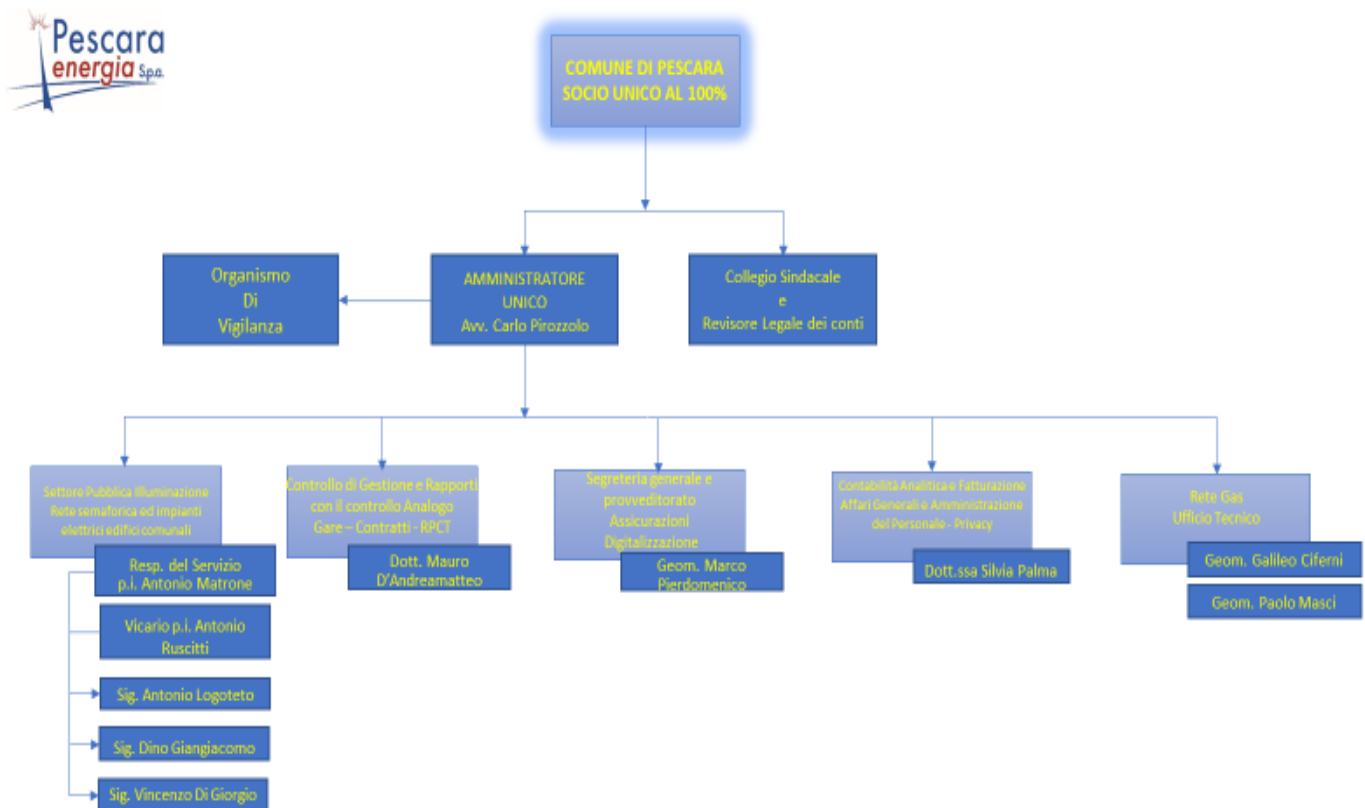 Pescara
energia S.p.a.
COMUNE DI PESCARA
SOCIO UNICO AL 100%
Organismo
Di
Vigilanza
AMMINISTRATORE
UNICO
Avv. Carlo Pirozzolo
Collegio Sindacale
e
Revisore Legale dei conti
Settore Pubblica Illuminazione
Rete semaforica ed impianti
elettrici edifici comunali
Resp. del Servizio
p.i. Antonio Matrone
Vicario p.i. Antonio
Ruscitti
Sig. Antonio Logoteto
Sig. Dino Giangiacomo
Sig. Vincenzo Di Giorgio
Controllo di Gestione e Rapporti
con il controllo Analogo
Gare – Contratti - RPCT
Dott. Mauro
D'Andreamatteo
Segreteria generale e
provveditorato
Assicurazioni
Digitalizzazione
Geom. Marco
Pierdomenico
Contabilità Analitica e Fatturazione
Affari Generali e Amministrazione
del Personale - Privacy
Dott.ssa Silvia Palma
Rete Gas
Ufficio Tecnico
Geom. Galileo Ciferni
Geom. Paolo Masci